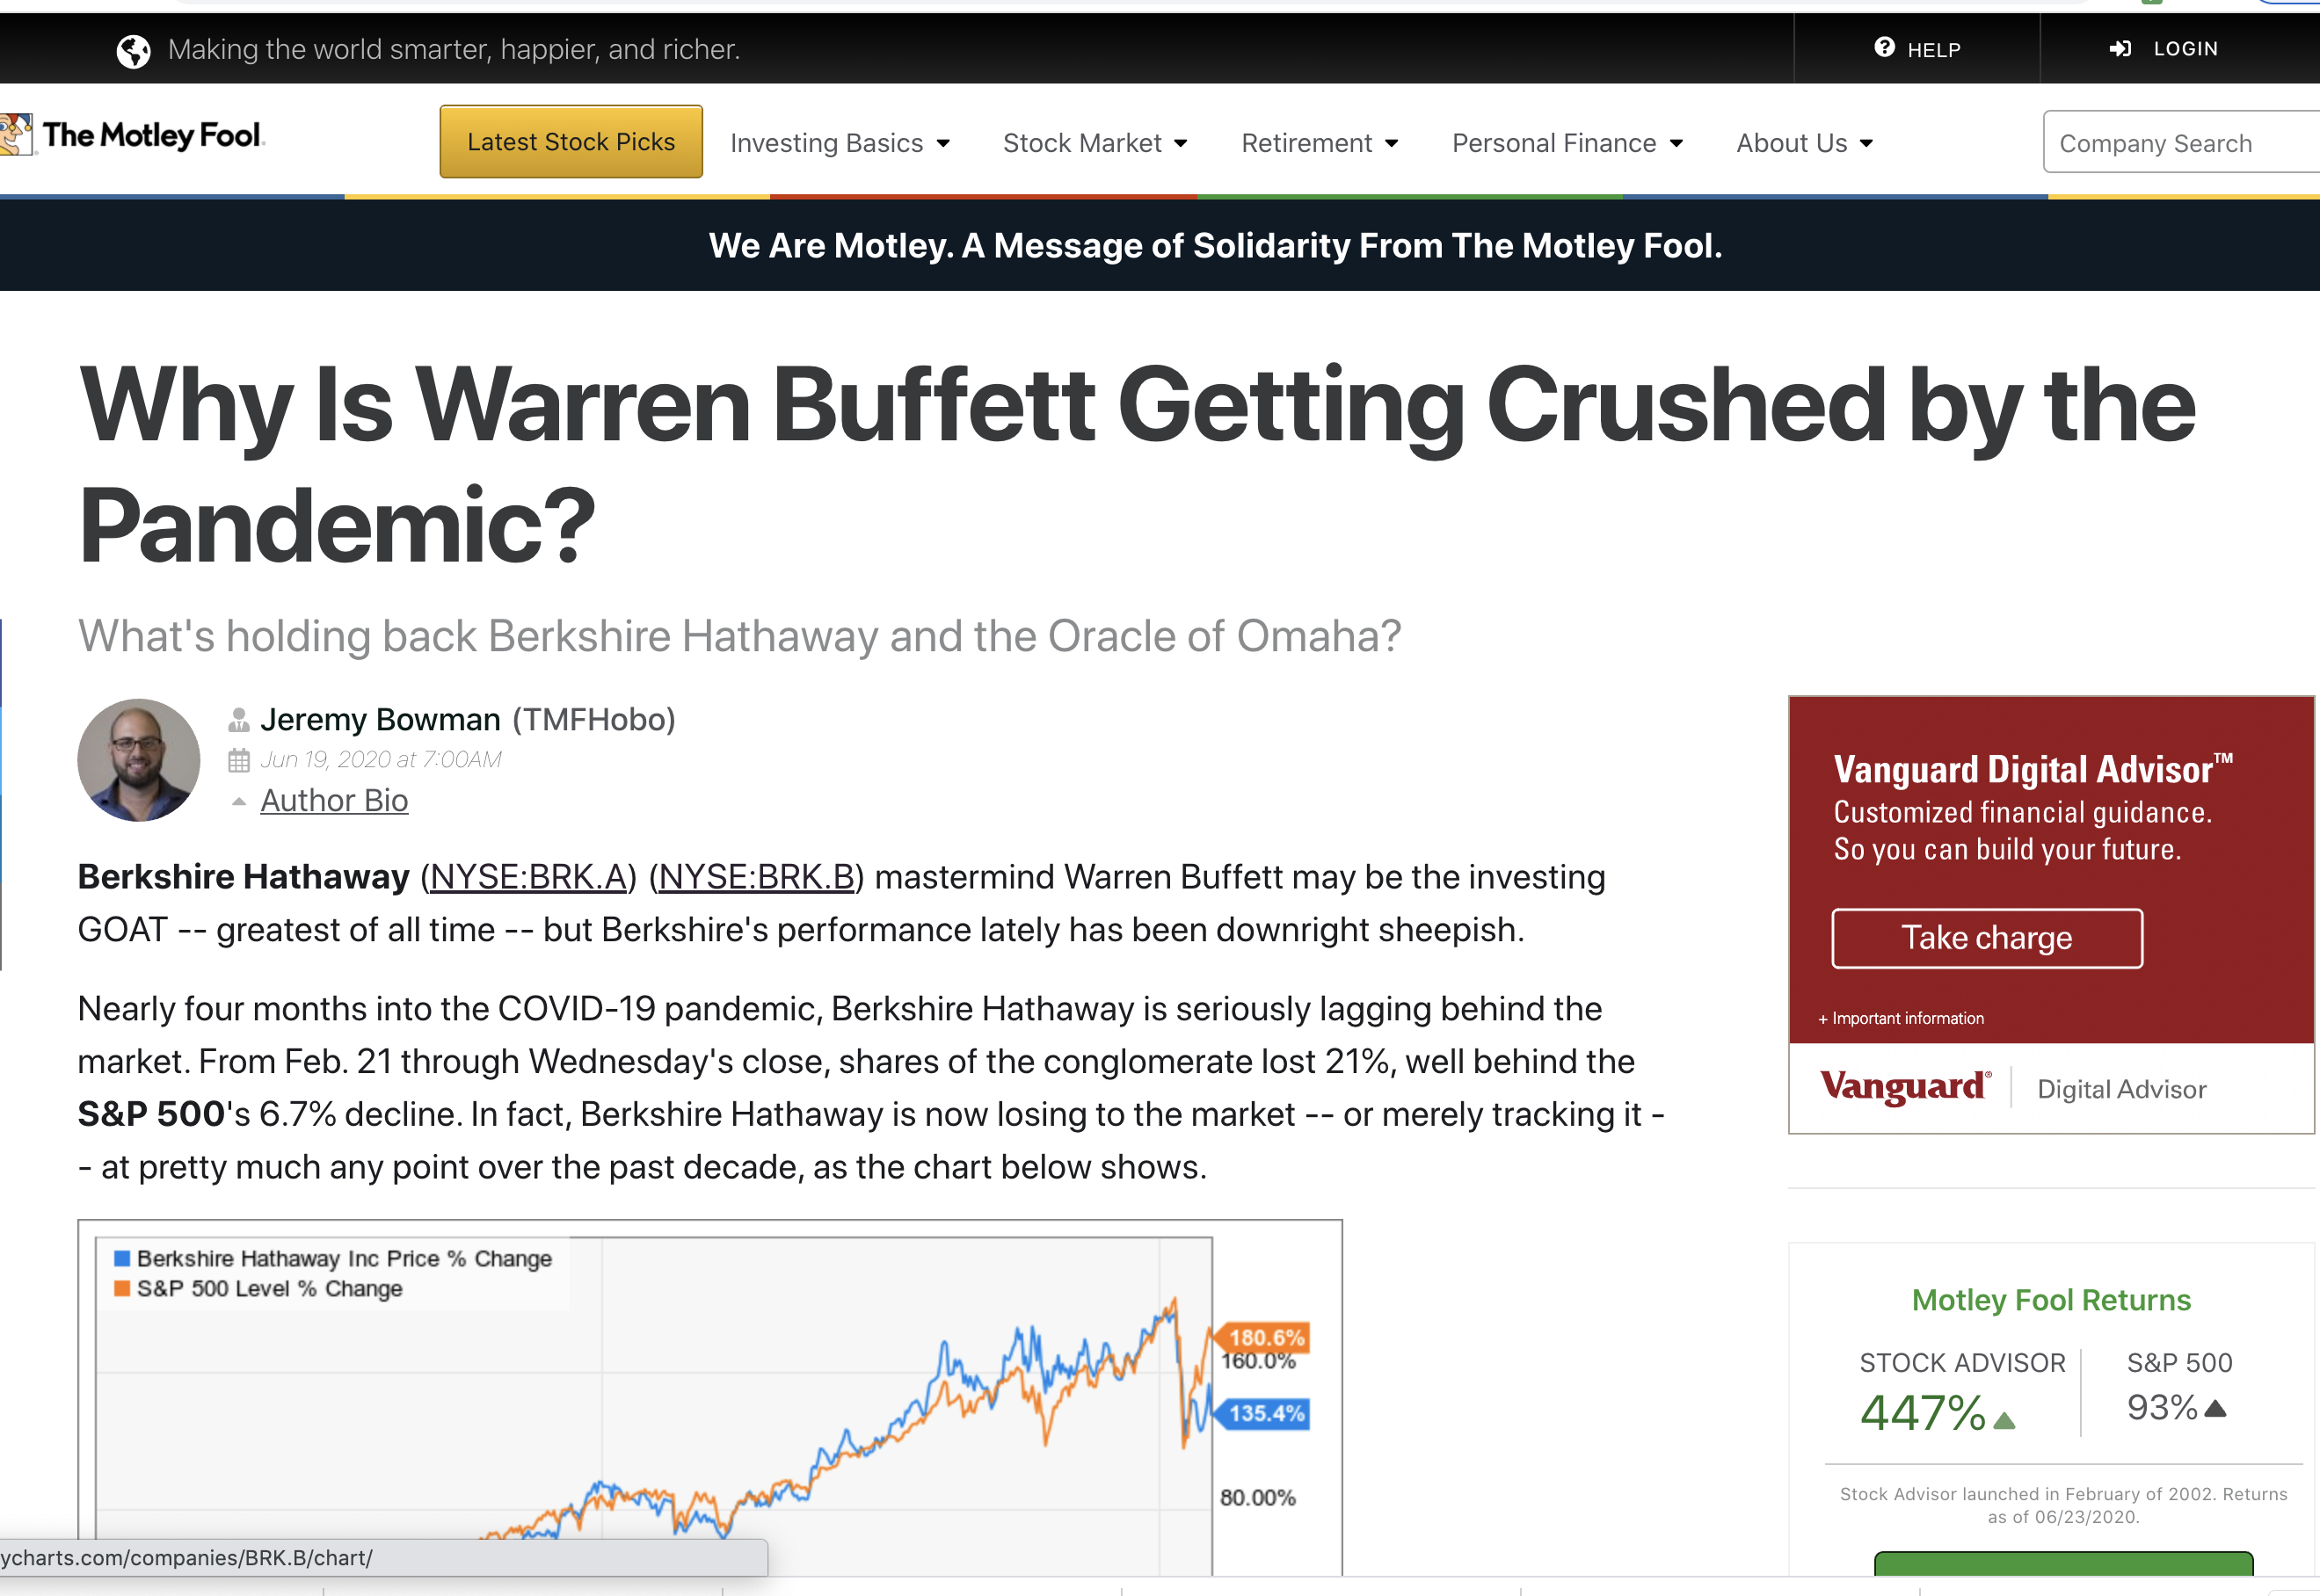 Making the world smarter, happier, and richer.
HELP
LOGIN
The Motley Fool.
Latest Stock Picks
Investing Basics
Stock Market
Retirement
Personal Finance
About Us
Company Search
We Are Motley. A Message of Solidarity From The Motley Fool.
Why Is Warren Buffett Getting Crushed by the
Pandemic?
What's holding back Berkshire Hathaway and the Oracle of Omaha?
Jeremy Bowman (TMFHobo)
Jun 19, 2020 at 7:00AM
Author Bio
Berkshire Hathaway (NYSE:BRK.A) (NYSE:BRK.B) mastermind Warren Buffett may be the investing
GOAT -- greatest of all time -- but Berkshire's performance lately has been downright sheepish.
Nearly four months into the COVID-19 pandemic, Berkshire Hathaway is seriously lagging behind the
market. From Feb. 21 through Wednesday's close, shares of the conglomerate lost 21%, well behind the
S&P 500's 6.7% decline. In fact, Berkshire Hathaway is now losing to the market -- or merely tracking it -
- at pretty much any point over the past decade, as the chart below shows.
Berkshire Hathaway Inc Price % Change
S&P 500 Level % Change
180.6%
160.0%
135.4%
80.00%
ycharts.com/companies/BRK.B/chart/
Vanguard Digital Advisor™
Customized financial guidance.
So you can build your future.
Take charge
+ Important information
Vanguard®
Digital Advisor
Motley Fool Returns
STOCK ADVISOR
S&P 500
447%
93%
Stock Advisor launched in February of 2002. Returns
as of 06/23/2020.